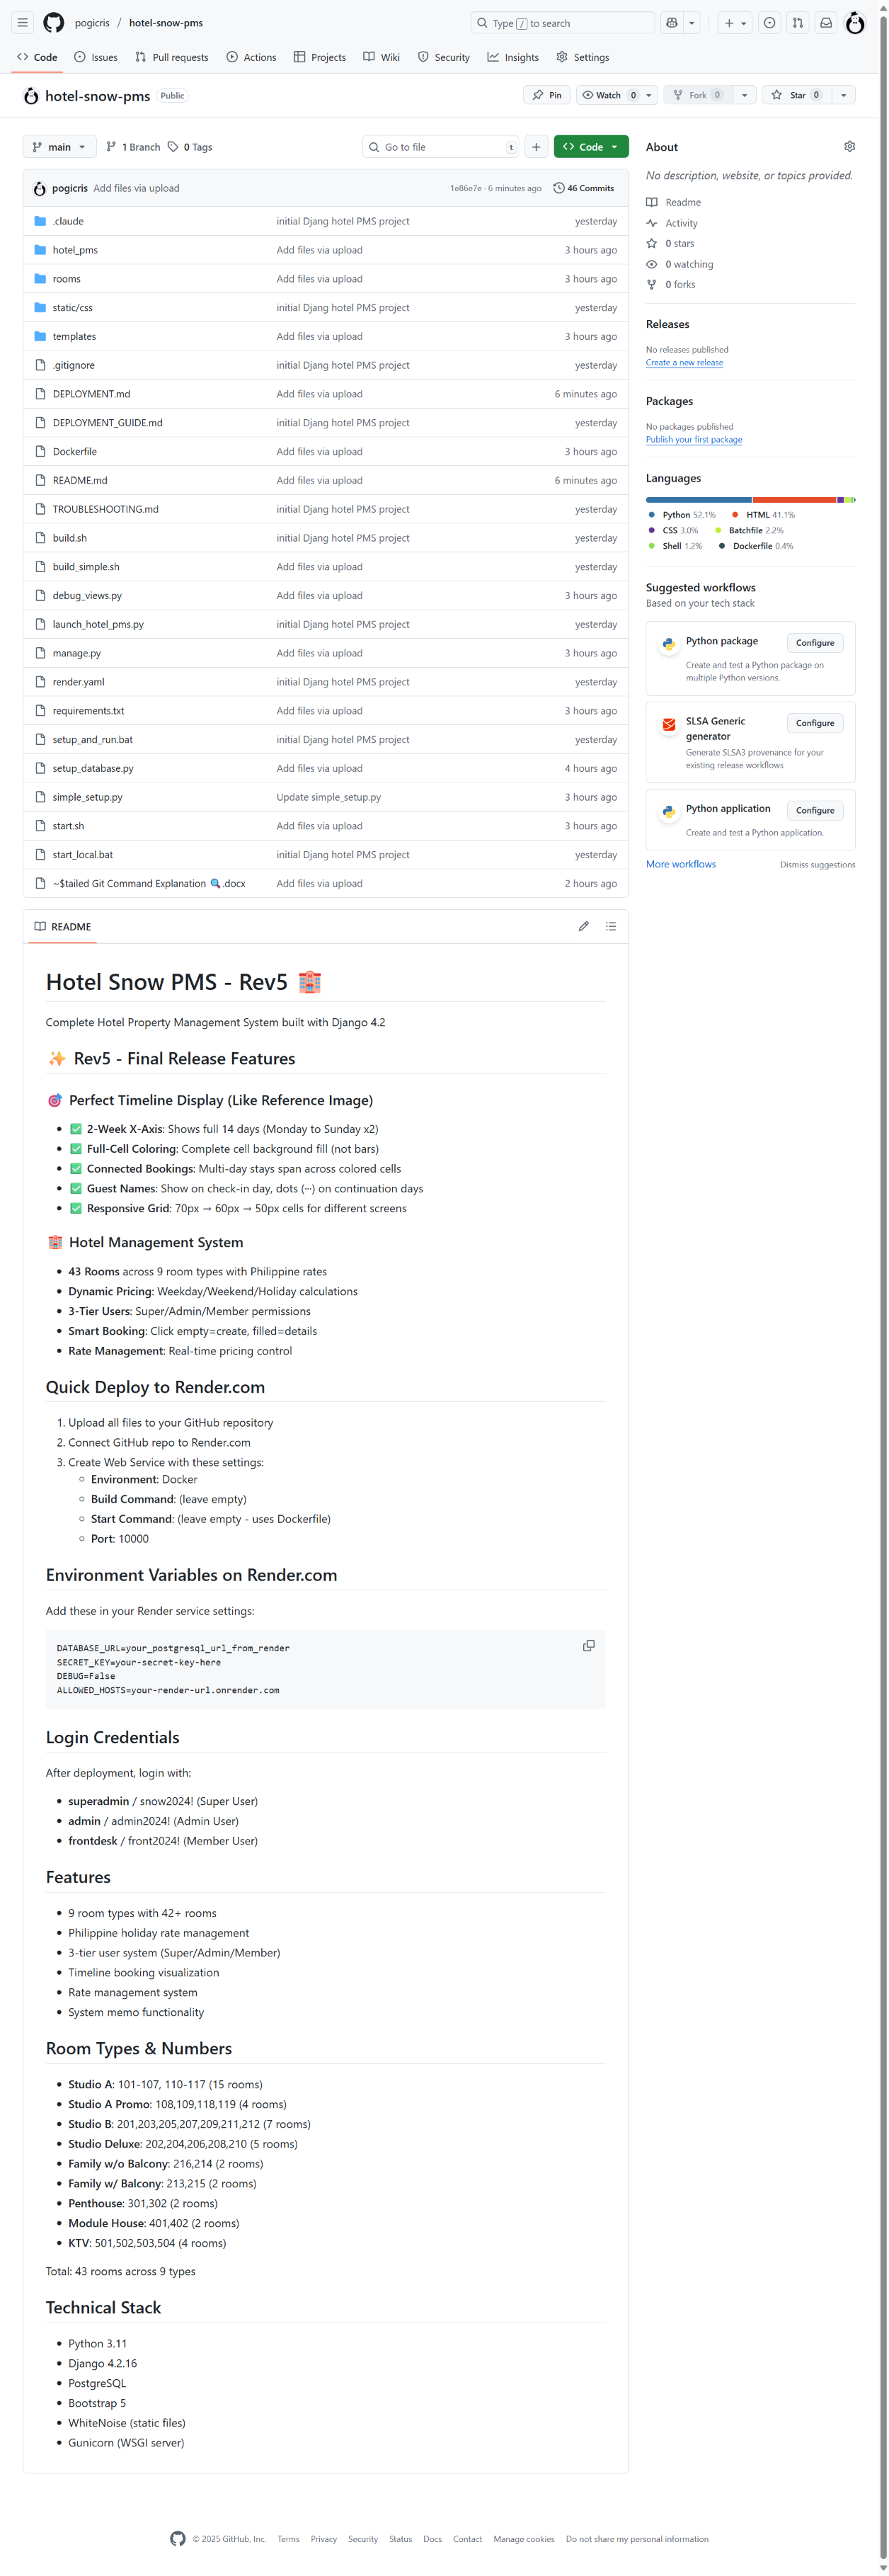 pogicris / hotel-snow-pms
Type / to search
Code Issues Pull requests Actions Projects Wiki Security Insights Settings
hotel-snow-pms Public
Pin Watch 0 Fork 0 Star 0
main 1 Branch 0 Tags
Go to file t
Code
pogicris Add files via upload 1e86e7e · 6 minutes ago 46 Commits
.claude initial Djang hotel PMS project yesterday
hotel_pms Add files via upload 3 hours ago
rooms Add files via upload 3 hours ago
static/css initial Djang hotel PMS project yesterday
templates Add files via upload 3 hours ago
.gitignore initial Djang hotel PMS project yesterday
DEPLOYMENT.md Add files via upload 6 minutes ago
DEPLOYMENT_GUIDE.md initial Djang hotel PMS project yesterday
Dockerfile Add files via upload 3 hours ago
README.md Add files via upload 6 minutes ago
TROUBLESHOOTING.md initial Djang hotel PMS project yesterday
build.sh initial Djang hotel PMS project yesterday
build_simple.sh Add files via upload yesterday
debug_views.py Add files via upload 3 hours ago
launch_hotel_pms.py initial Djang hotel PMS project yesterday
manage.py Add files via upload 3 hours ago
render.yaml initial Djang hotel PMS project yesterday
requirements.txt Add files via upload 3 hours ago
setup_and_run.bat initial Djang hotel PMS project yesterday
setup_database.py Add files via upload 4 hours ago
simple_setup.py Update simple_setup.py 3 hours ago
start.sh Add files via upload 3 hours ago
start_local.bat initial Djang hotel PMS project yesterday
~$tailed Git Command Explanation 🔍.docx Add files via upload 2 hours ago
About
No description, website, or topics provided.
Readme
Activity
0 stars
0 watching
0 forks
Releases
No releases published
Create a new release
Packages
No packages published
Publish your first package
Languages
Python 52.1% HTML 41.1%
CSS 3.0% Batchfile 2.2%
Shell 1.2% Dockerfile 0.4%
Suggested workflows
Based on your tech stack
Python package Configure
Create and test a Python package on
multiple Python versions.
SLSA Generic
generator
Configure
Generate SLSA3 provenance for your
existing release workflows
Python application Configure
Create and test a Python application.
More workflows Dismiss suggestions
README
Hotel Snow PMS - Rev5 🏨
Complete Hotel Property Management System built with Django 4.2
✨ Rev5 - Final Release Features
🎯 Perfect Timeline Display (Like Reference Image)
• ✅ 2-Week X-Axis: Shows full 14 days (Monday to Sunday x2)
• ✅ Full-Cell Coloring: Complete cell background fill (not bars)
• ✅ Connected Bookings: Multi-day stays span across colored cells
• ✅ Guest Names: Show on check-in day, dots (···) on continuation days
• ✅ Responsive Grid: 70px → 60px → 50px cells for different screens
🏨 Hotel Management System
• 43 Rooms across 9 room types with Philippine rates
• Dynamic Pricing: Weekday/Weekend/Holiday calculations
• 3-Tier Users: Super/Admin/Member permissions
• Smart Booking: Click empty=create, filled=details
• Rate Management: Real-time pricing control
Quick Deploy to Render.com
1. Upload all files to your GitHub repository
2. Connect GitHub repo to Render.com
3. Create Web Service with these settings:
○ Environment: Docker
○ Build Command: (leave empty)
○ Start Command: (leave empty - uses Dockerfile)
○ Port: 10000
Environment Variables on Render.com
Add these in your Render service settings:
DATABASE_URL=your_postgresql_url_from_render
SECRET_KEY=your-secret-key-here
DEBUG=False
ALLOWED_HOSTS=your-render-url.onrender.com
Login Credentials
After deployment, login with:
• superadmin / snow2024! (Super User)
• admin / admin2024! (Admin User)
• frontdesk / front2024! (Member User)
Features
• 9 room types with 42+ rooms
• Philippine holiday rate management
• 3-tier user system (Super/Admin/Member)
• Timeline booking visualization
• Rate management system
• System memo functionality
Room Types & Numbers
• Studio A: 101-107, 110-117 (15 rooms)
• Studio A Promo: 108,109,118,119 (4 rooms)
• Studio B: 201,203,205,207,209,211,212 (7 rooms)
• Studio Deluxe: 202,204,206,208,210 (5 rooms)
• Family w/o Balcony: 216,214 (2 rooms)
• Family w/ Balcony: 213,215 (2 rooms)
• Penthouse: 301,302 (2 rooms)
• Module House: 401,402 (2 rooms)
• KTV: 501,502,503,504 (4 rooms)
Total: 43 rooms across 9 types
Technical Stack
• Python 3.11
• Django 4.2.16
• PostgreSQL
• Bootstrap 5
• WhiteNoise (static files)
• Gunicorn (WSGI server)
© 2025 GitHub, Inc. Terms Privacy Security Status Docs Contact Manage cookies Do not share my personal information